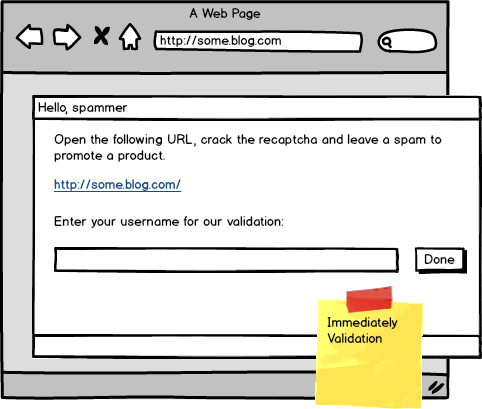 A Web Page
http://some.blog.com
Hello, spammer
Open the following URL, crack the recaptcha and leave a spam to
promote a product.
http://some.blog.com/
Enter your username for our validation:
Done
Immediately
Validation